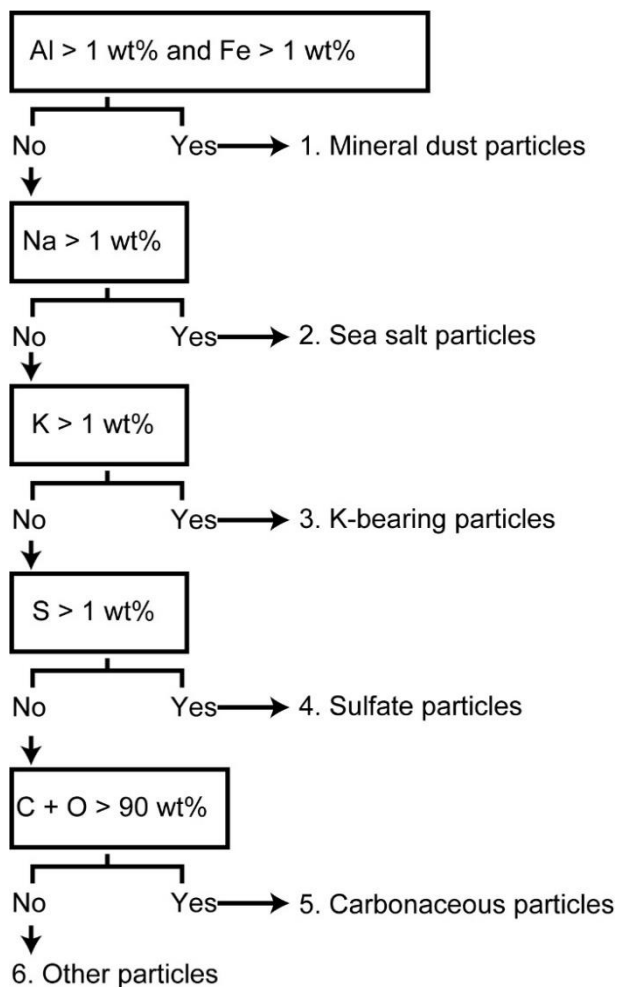 Al > 1 wt% and Fe > 1 wt%
No Yes 1. Mineral dust particles
Na > 1 wt%
No Yes 2. Sea salt particles
K > 1 wt%
No Yes 3. K-bearing particles
S > 1 wt%
No Yes 4. Sulfate particles
C + O > 90 wt%
No Yes 5. Carbonaceous particles
6. Other particles